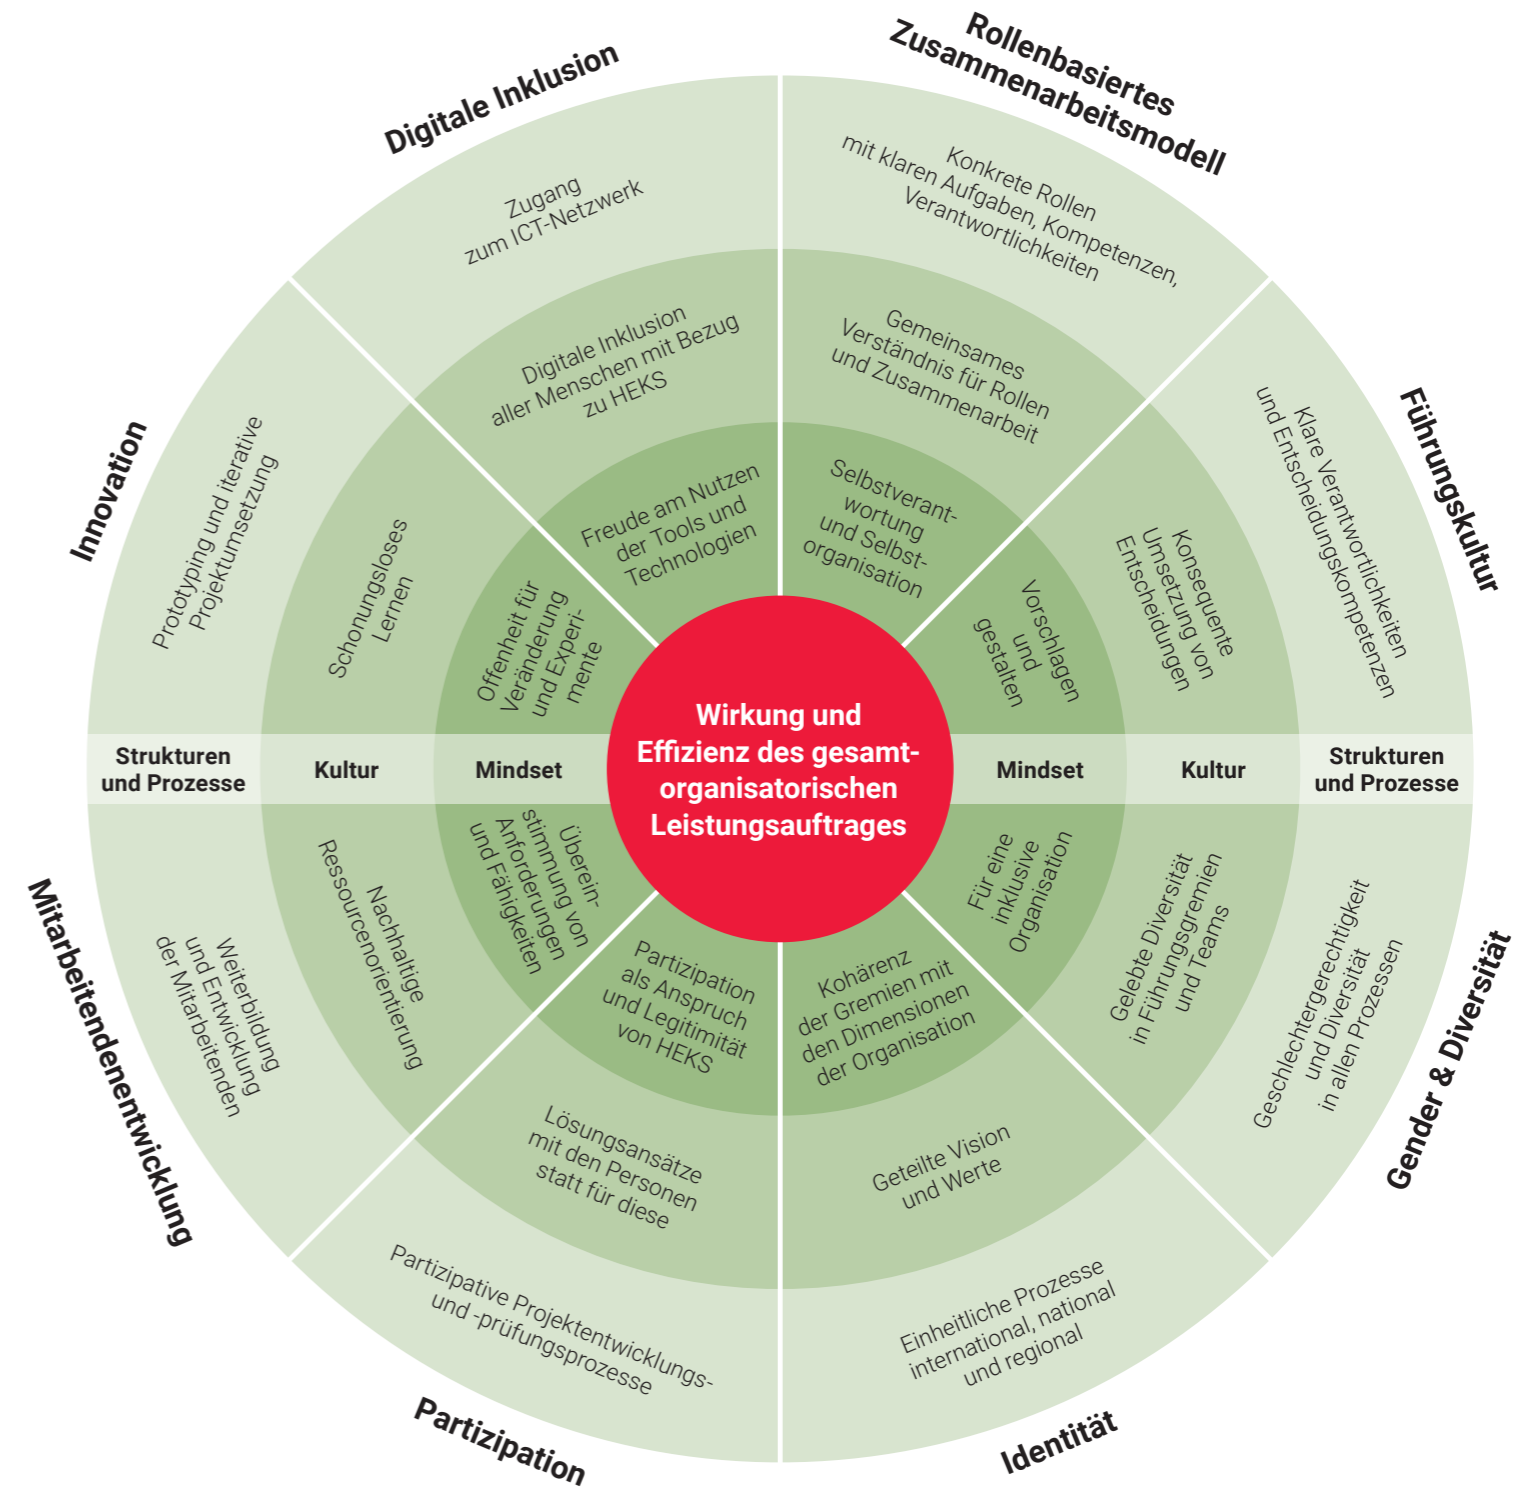 Digitale Inklusion
Zugang
zum ICT-Netzwerk
Digitale Inklusion
aller Menschen mit Bezug
zu HEKS
Freude am Nutzen
der Tools und
Technologien
Rollenbasiertes
Zusammenarbeitsmodell
Konkrete Rollen
mit klaren Aufgaben, Kompetenzen,
Verantwortlichkeiten
Gemeinsames
Verständnis für Rollen
und Zusammenarbeit
Selbstverant-
wortung
und Selbst-
organisation
Führungskultur
Klare Verantwortlichkeiten
und Entscheidungskompetenzen
Konsequente
Umsetzung von
Entscheidungen
Vorschlagen
und
gestalten
Innovation
Prototyping und iterative
Projektumsetzung
Schonungsloses
Lernen
Offenheit für
Veränderung
und Experi-
mente
Strukturen
und Prozesse
Kultur
Mindset
Wirkung und
Effizienz des gesamt-
organisatorischen
Leistungsauftrages
Mindset
Kultur
Strukturen
und Prozesse
Mitarbeitendenentwicklung
Weiterbildung
und Entwicklung
der Mitarbeitenden
Nachhaltige
Ressourcenorientierung
Überein-
stimmung von
Anforderungen
und Fähigkeiten
Für eine
inklusive
Organisation
Gelebte Diversität
in Führungsgremien
und Teams
Geschlechtergerechtigkeit
und Diversität
in allen Prozessen
Gender & Diversität
Partizipation
als Anspruch
und Legitimität
von HEKS
Lösungsansätze
mit den Personen
statt für diese
Partizipative Projektentwicklungs-
und -prüfungsprozesse
Partizipation
Kohärenz
der Gremien mit
den Dimensionen
der Organisation
Geteilte Vision
und Werte
Einheitliche Prozesse
international, national
und regional
Identität